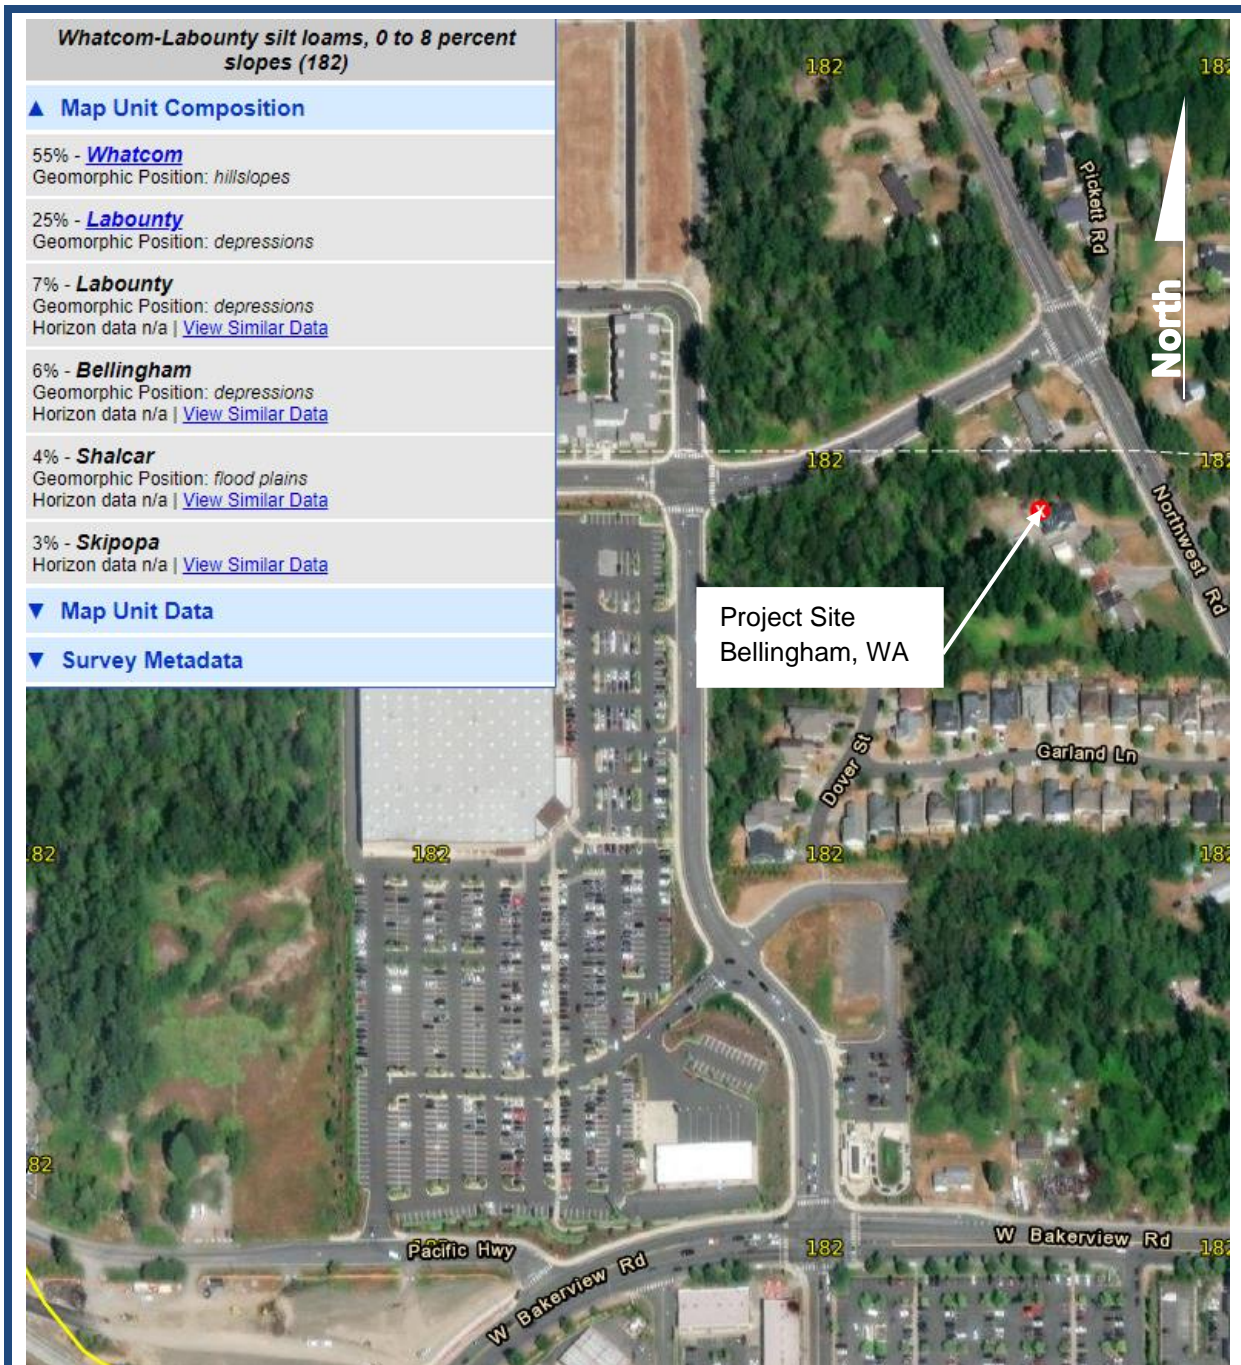 Whatcom-Labounty silt loams, 0 to 8 percent
slopes (182)
▲ Map Unit Composition
55% - Whatcom
Geomorphic Position: hillslopes
25% - Labounty
Geomorphic Position: depressions
7% - Labounty
Geomorphic Position: depressions
Horizon data n/a | View Similar Data
6% - Bellingham
Geomorphic Position: depressions
Horizon data n/a | View Similar Data
4% - Shalcar
Geomorphic Position: flood plains
Horizon data n/a | View Similar Data
3% - Skipopa
Horizon data n/a | View Similar Data
▼ Map Unit Data
▼ Survey Metadata
182
182
Pickett Rd
North
182
182
X
Northwest Rd
Project Site
Bellingham, WA
Dover St
Garland Ln
82
182
182
182
82
Pacific Hwy
W Bakerview Rd
182
W Bakerview Rd
182